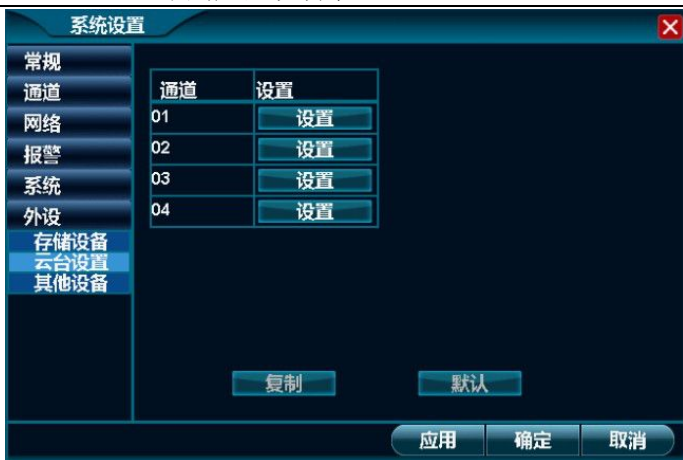 系统设置
常规
通道
网络
报警
系统
外设
存储设备
云台设置
其他设备
通道 设置
01 设置
02 设置
03 设置
04 设置
复制 默认
应用 确定 取消